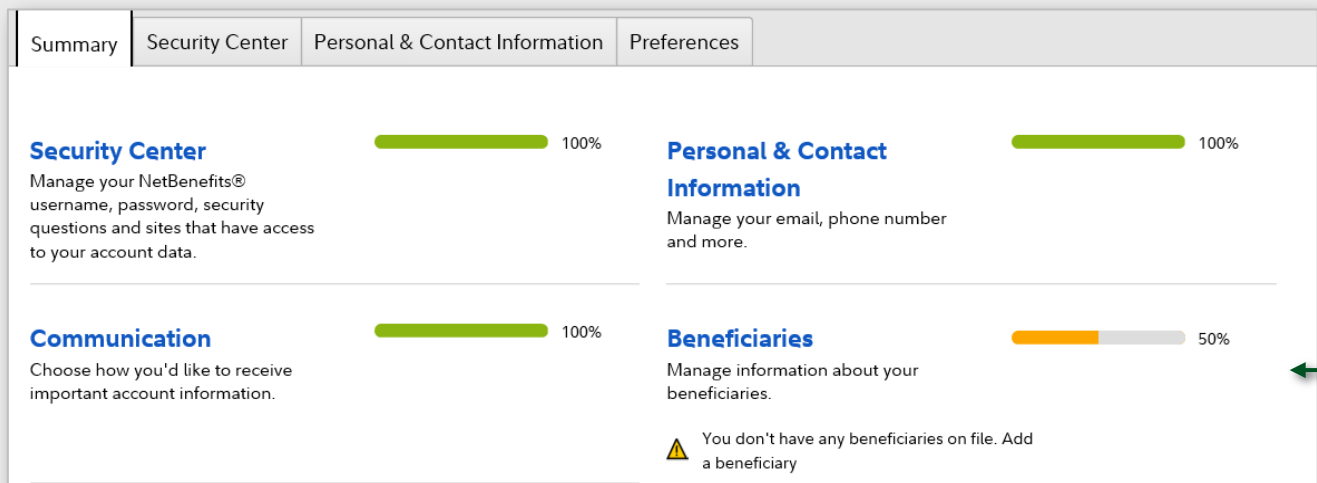 Summary
Security Center
Personal & Contact Information
Preferences
Security Center
100%
Manage your NetBenefits®
username, password, security
questions and sites that have access
to your account data.
Personal & Contact
Information
100%
Manage your email, phone number
and more.
Communication
100%
Choose how you'd like to receive
important account information.
Beneficiaries
50%
Manage information about your
beneficiaries.
You don't have any beneficiaries on file. Add
a beneficiary